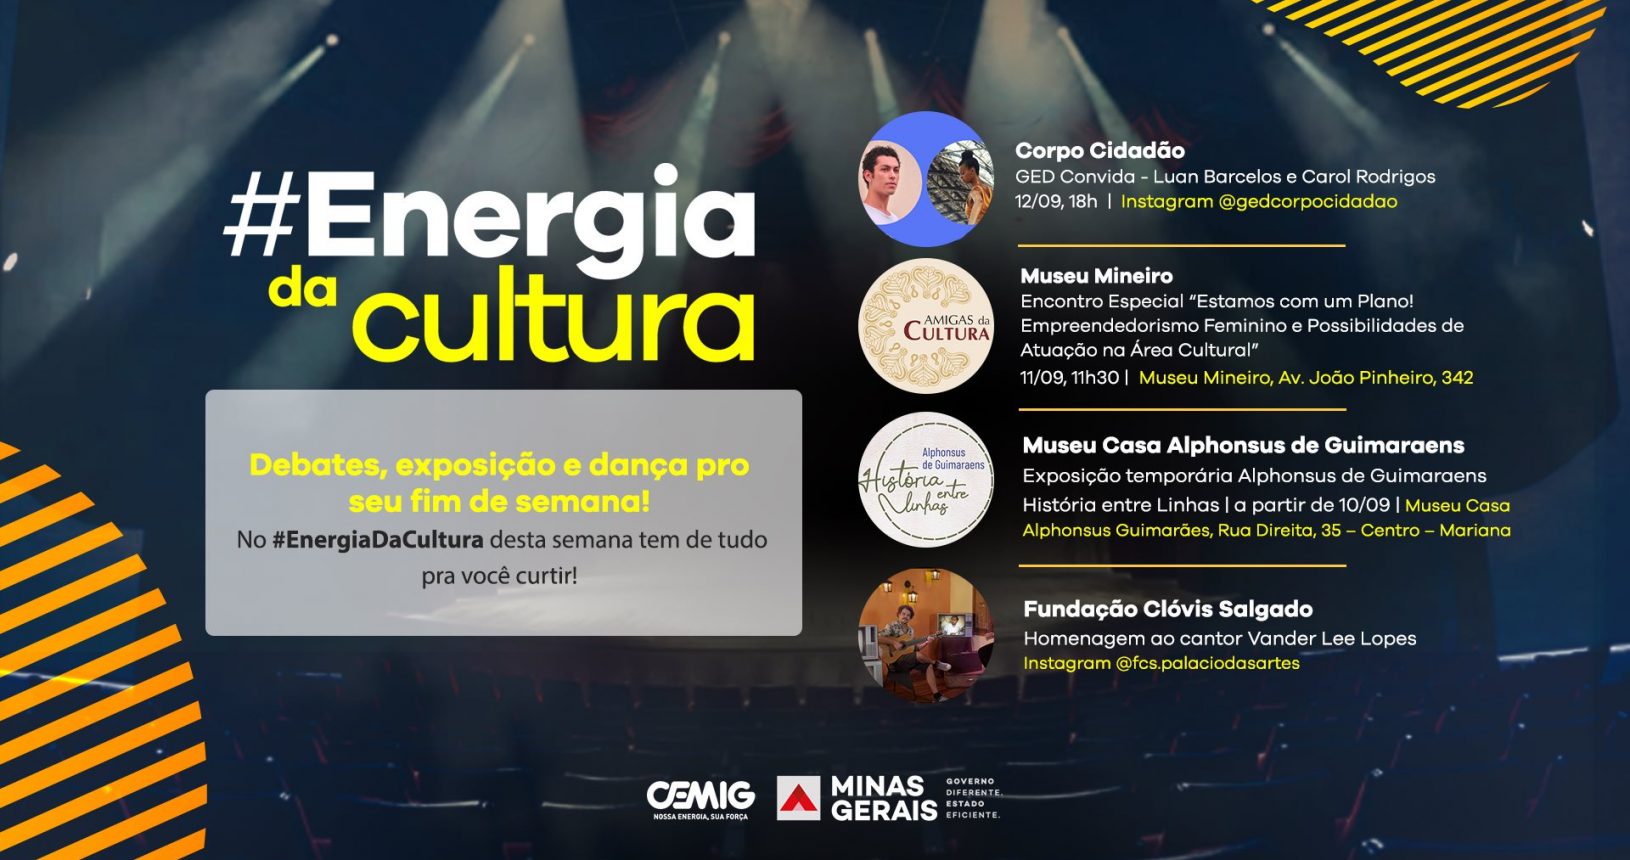 #Energia
da
cultura
Debates, exposição e dança pro
seu fim de semana!
No #EnergiaDaCultura desta semana tem de tudo
pra você curtir!
Corpo Cidadão
GED Convida - Luan Barcelos e Carol Rodrigos
12/09, 18h | Instagram @gedcorpocidadao
AMIGAS da
CULTURA
Museu Mineiro
Encontro Especial “Estamos com um Plano!
Empreendedorismo Feminino e Possibilidades de
Atuação na Área Cultural”
11/09, 11h30 | Museu Mineiro, Av. João Pinheiro, 342
Alphonsus
de Guimaraens
História
entre
Linhas
Museu Casa Alphonsus de Guimaraens
Exposição temporária Alphonsus de Guimaraens
História entre Linhas | a partir de 10/09 | Museu Casa
Alphonsus Guimarães, Rua Direita, 35 – Centro – Mariana
Fundação Clóvis Salgado
Homenagem ao cantor Vander Lee Lopes
Instagram @fcs.palaciodasartes
CEMIG
NOSSA ENERGIA, SUA FORÇA
MINAS
GERAIS
GOVERNO
DIFERENTE.
ESTADO
EFICIENTE.